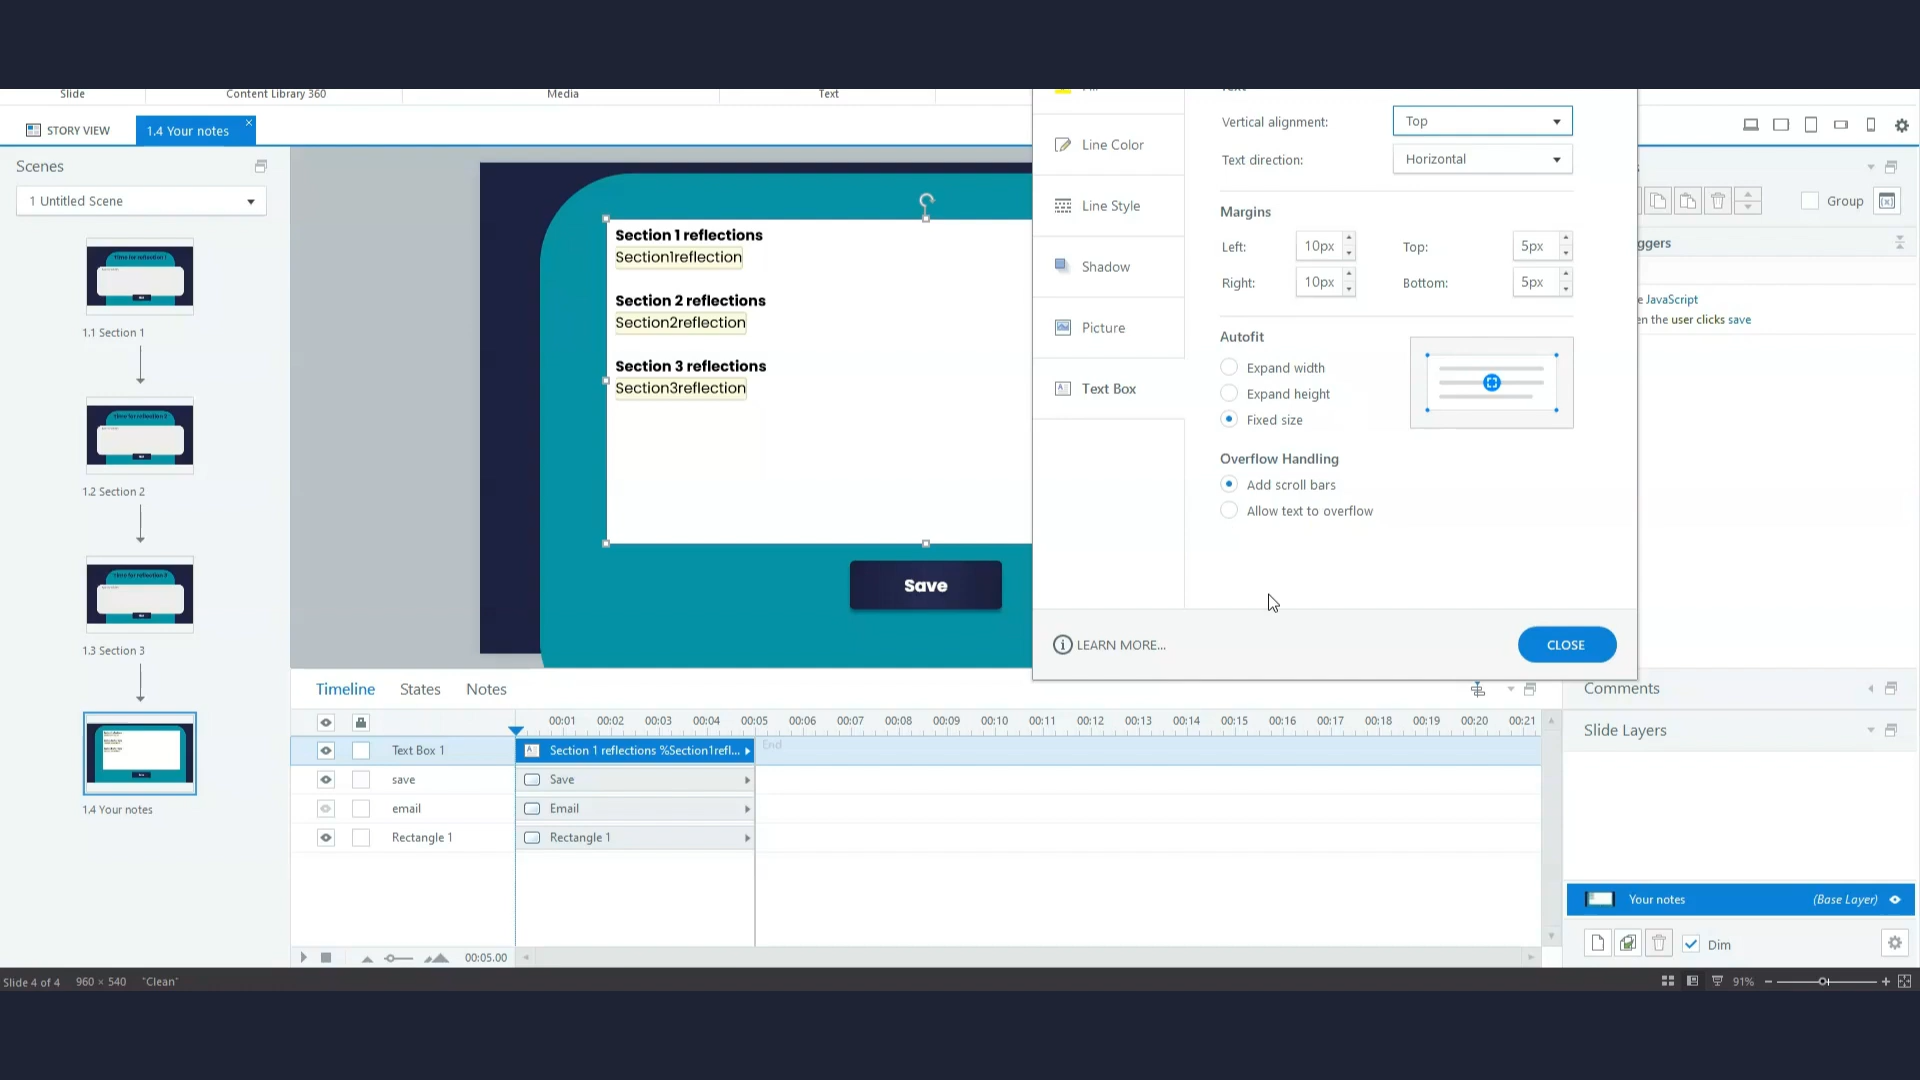 Slide
Content Library 360
Media
Text
STORY VIEW
1.4 Your notes
Scenes
1 Untitled Scene
1.1 Section 1
1.2 Section 2
1.3 Section 3
1.4 Your notes
Section 1 reflections
Section1reflection
Section 2 reflections
Section2reflection
Section 3 reflections
Section3reflection
Save
Line Color
Line Style
Shadow
Picture
Text Box
Vertical alignment:
Top
Text direction:
Horizontal
Margins
Left:
10px
Top:
5px
Right:
10px
Bottom:
5px
Autofit
Expand width
Expand height
Fixed size
Overflow Handling
Add scroll bars
Allow text to overflow
LEARN MORE...
CLOSE
Group
ggers
e JavaScript
en the user clicks save
Timeline
States
Notes
00:01 00:02 00:03 00:04 00:05 00:06 00:07 00:08 00:09 00:10 00:11 00:12 00:13 00:14 00:15 00:16 00:17 00:18 00:19 00:20 00:21
Text Box 1
Section 1 reflections %Section1refl...
End
save
Save
email
Email
Rectangle 1
Rectangle 1
00:05.00
Comments
Slide Layers
Your notes
(Base Layer)
Dim
Slide 4 of 4
960 × 540
"Clean"
91%